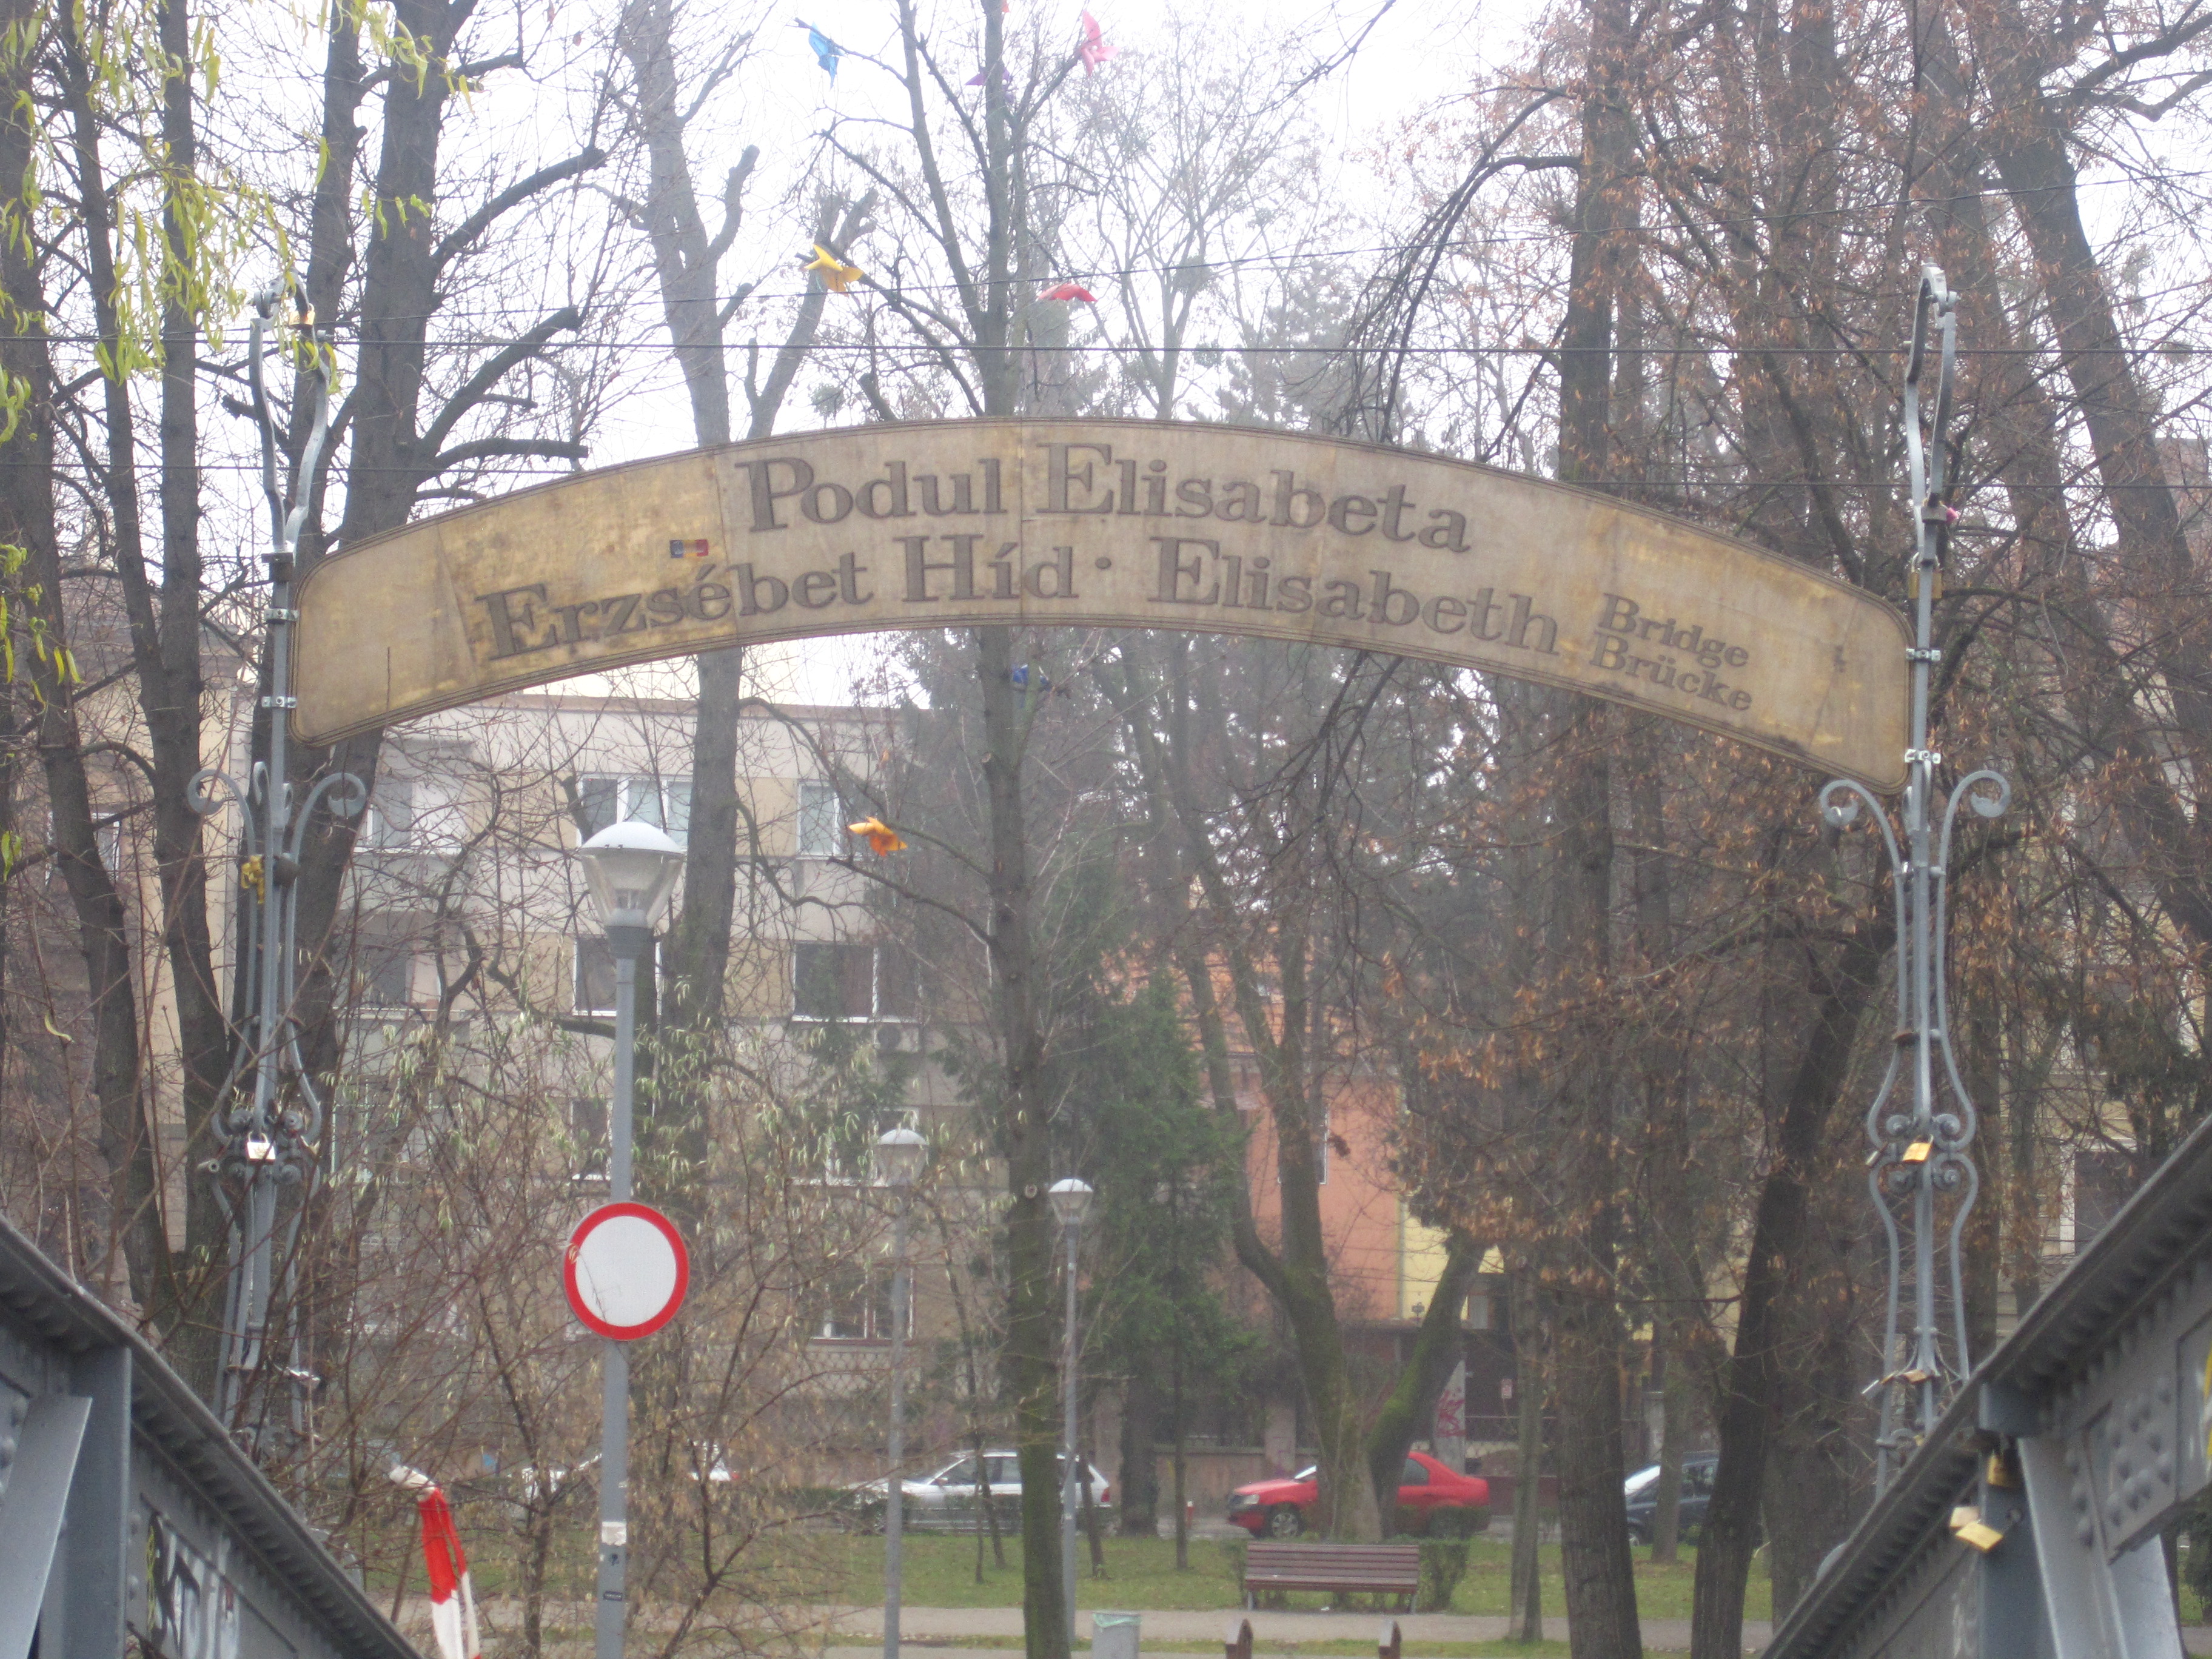 Podul Elisabeta
Erzsébet Híd · Elisabeth Bridge
Brücke